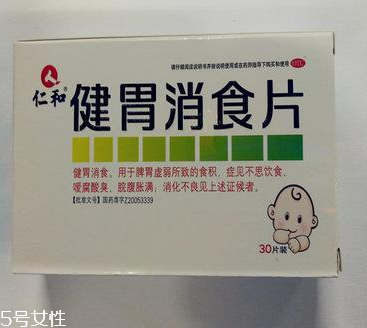 请仔细阅读说明书并按说明使用或在药师指导下购买和使用 OTC
仁和®
健胃消食片
健胃消食。用于脾胃虚弱所致的食积,症见不思饮食、
嗳腐酸臭、脘腹胀满;消化不良见上述证候者。
【批准文号】国药准字Z20053339
30片装
5号女性